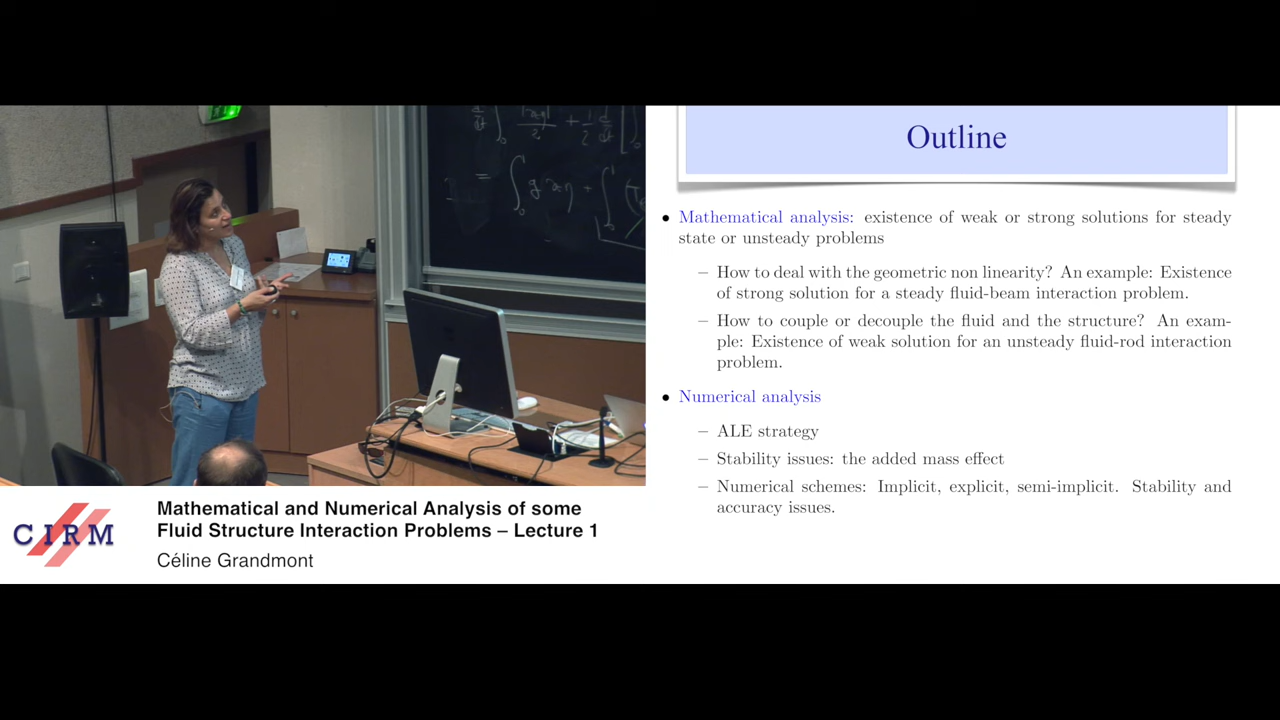 Outline
• Mathematical analysis: existence of weak or strong solutions for steady
state or unsteady problems
– How to deal with the geometric non linearity? An example: Existence
of strong solution for a steady fluid-beam interaction problem.
– How to couple or decouple the fluid and the structure? An exam-
ple: Existence of weak solution for an unsteady fluid-rod interaction
problem.
• Numerical analysis
– ALE strategy
– Stability issues: the added mass effect
– Numerical schemes: Implicit, explicit, semi-implicit. Stability and
accuracy issues.
CIRM
Mathematical and Numerical Analysis of some
Fluid Structure Interaction Problems – Lecture 1
Céline Grandmont